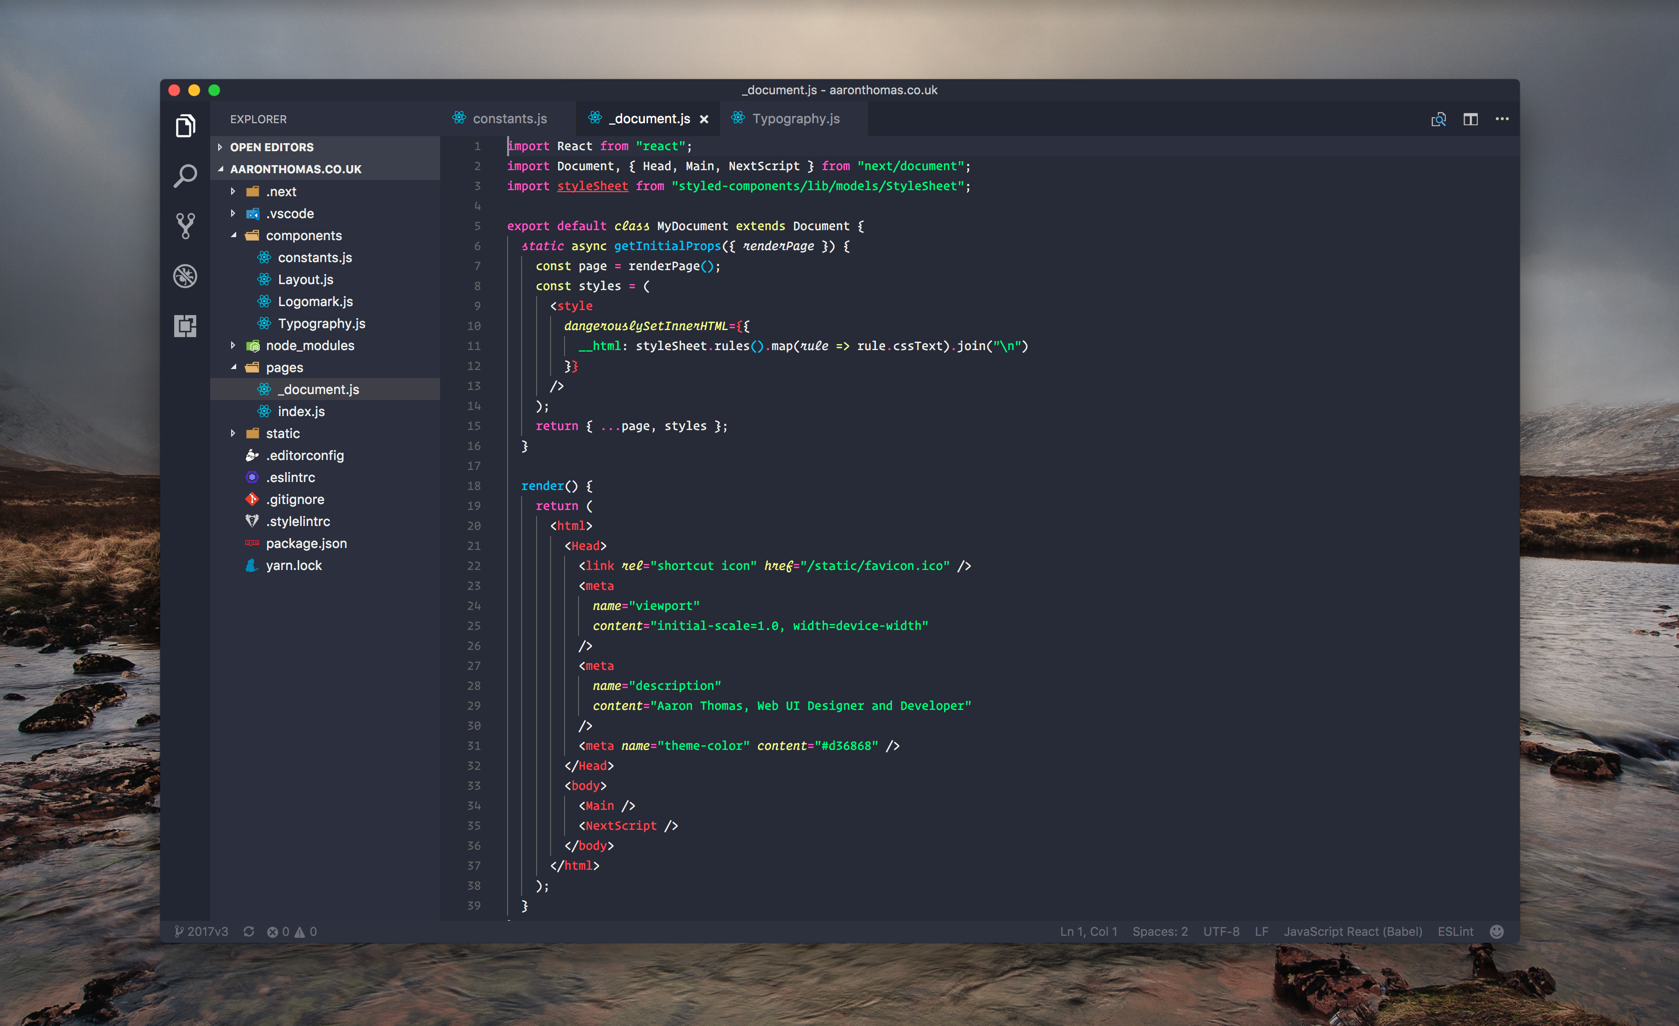 _document.js - aaronthomas.co.uk
EXPLORER
OPEN EDITORS
AARONTHOMAS.CO.UK
.next
.vscode
components
constants.js
Layout.js
Logomark.js
Typography.js
node_modules
pages
_document.js
index.js
static
.editorconfig
.eslintrc
.gitignore
.stylelintrc
package.json
yarn.lock
constants.js _document.js Typography.js
1 import React from "react";
2 import Document, { Head, Main, NextScript } from "next/document";
3 import styleSheet from "styled-components/lib/models/StyleSheet";
4
5 export default class MyDocument extends Document {
6 static async getInitialProps({ renderPage }) {
7 const page = renderPage();
8 const styles = (
9 <style
10 dangerouslySetInnerHTML={{
11 __html: styleSheet.rules().map(rule => rule.cssText).join("\n")
12 }}
13 />
14 );
15 return { ...page, styles };
16 }
17
18 render() {
19 return (
20 <html>
21 <Head>
22 <link rel="shortcut icon" href="/static/favicon.ico" />
23 <meta
24 name="viewport"
25 content="initial-scale=1.0, width=device-width"
26 />
27 <meta
28 name="description"
29 content="Aaron Thomas, Web UI Designer and Developer"
30 />
31 <meta name="theme-color" content="#d36868" />
32 </Head>
33 <body>
34 <Main />
35 <NextScript />
36 </body>
37 </html>
38 );
39 }
2017v3 0 0 Ln 1, Col 1 Spaces: 2 UTF-8 LF JavaScript React (Babel) ESLint